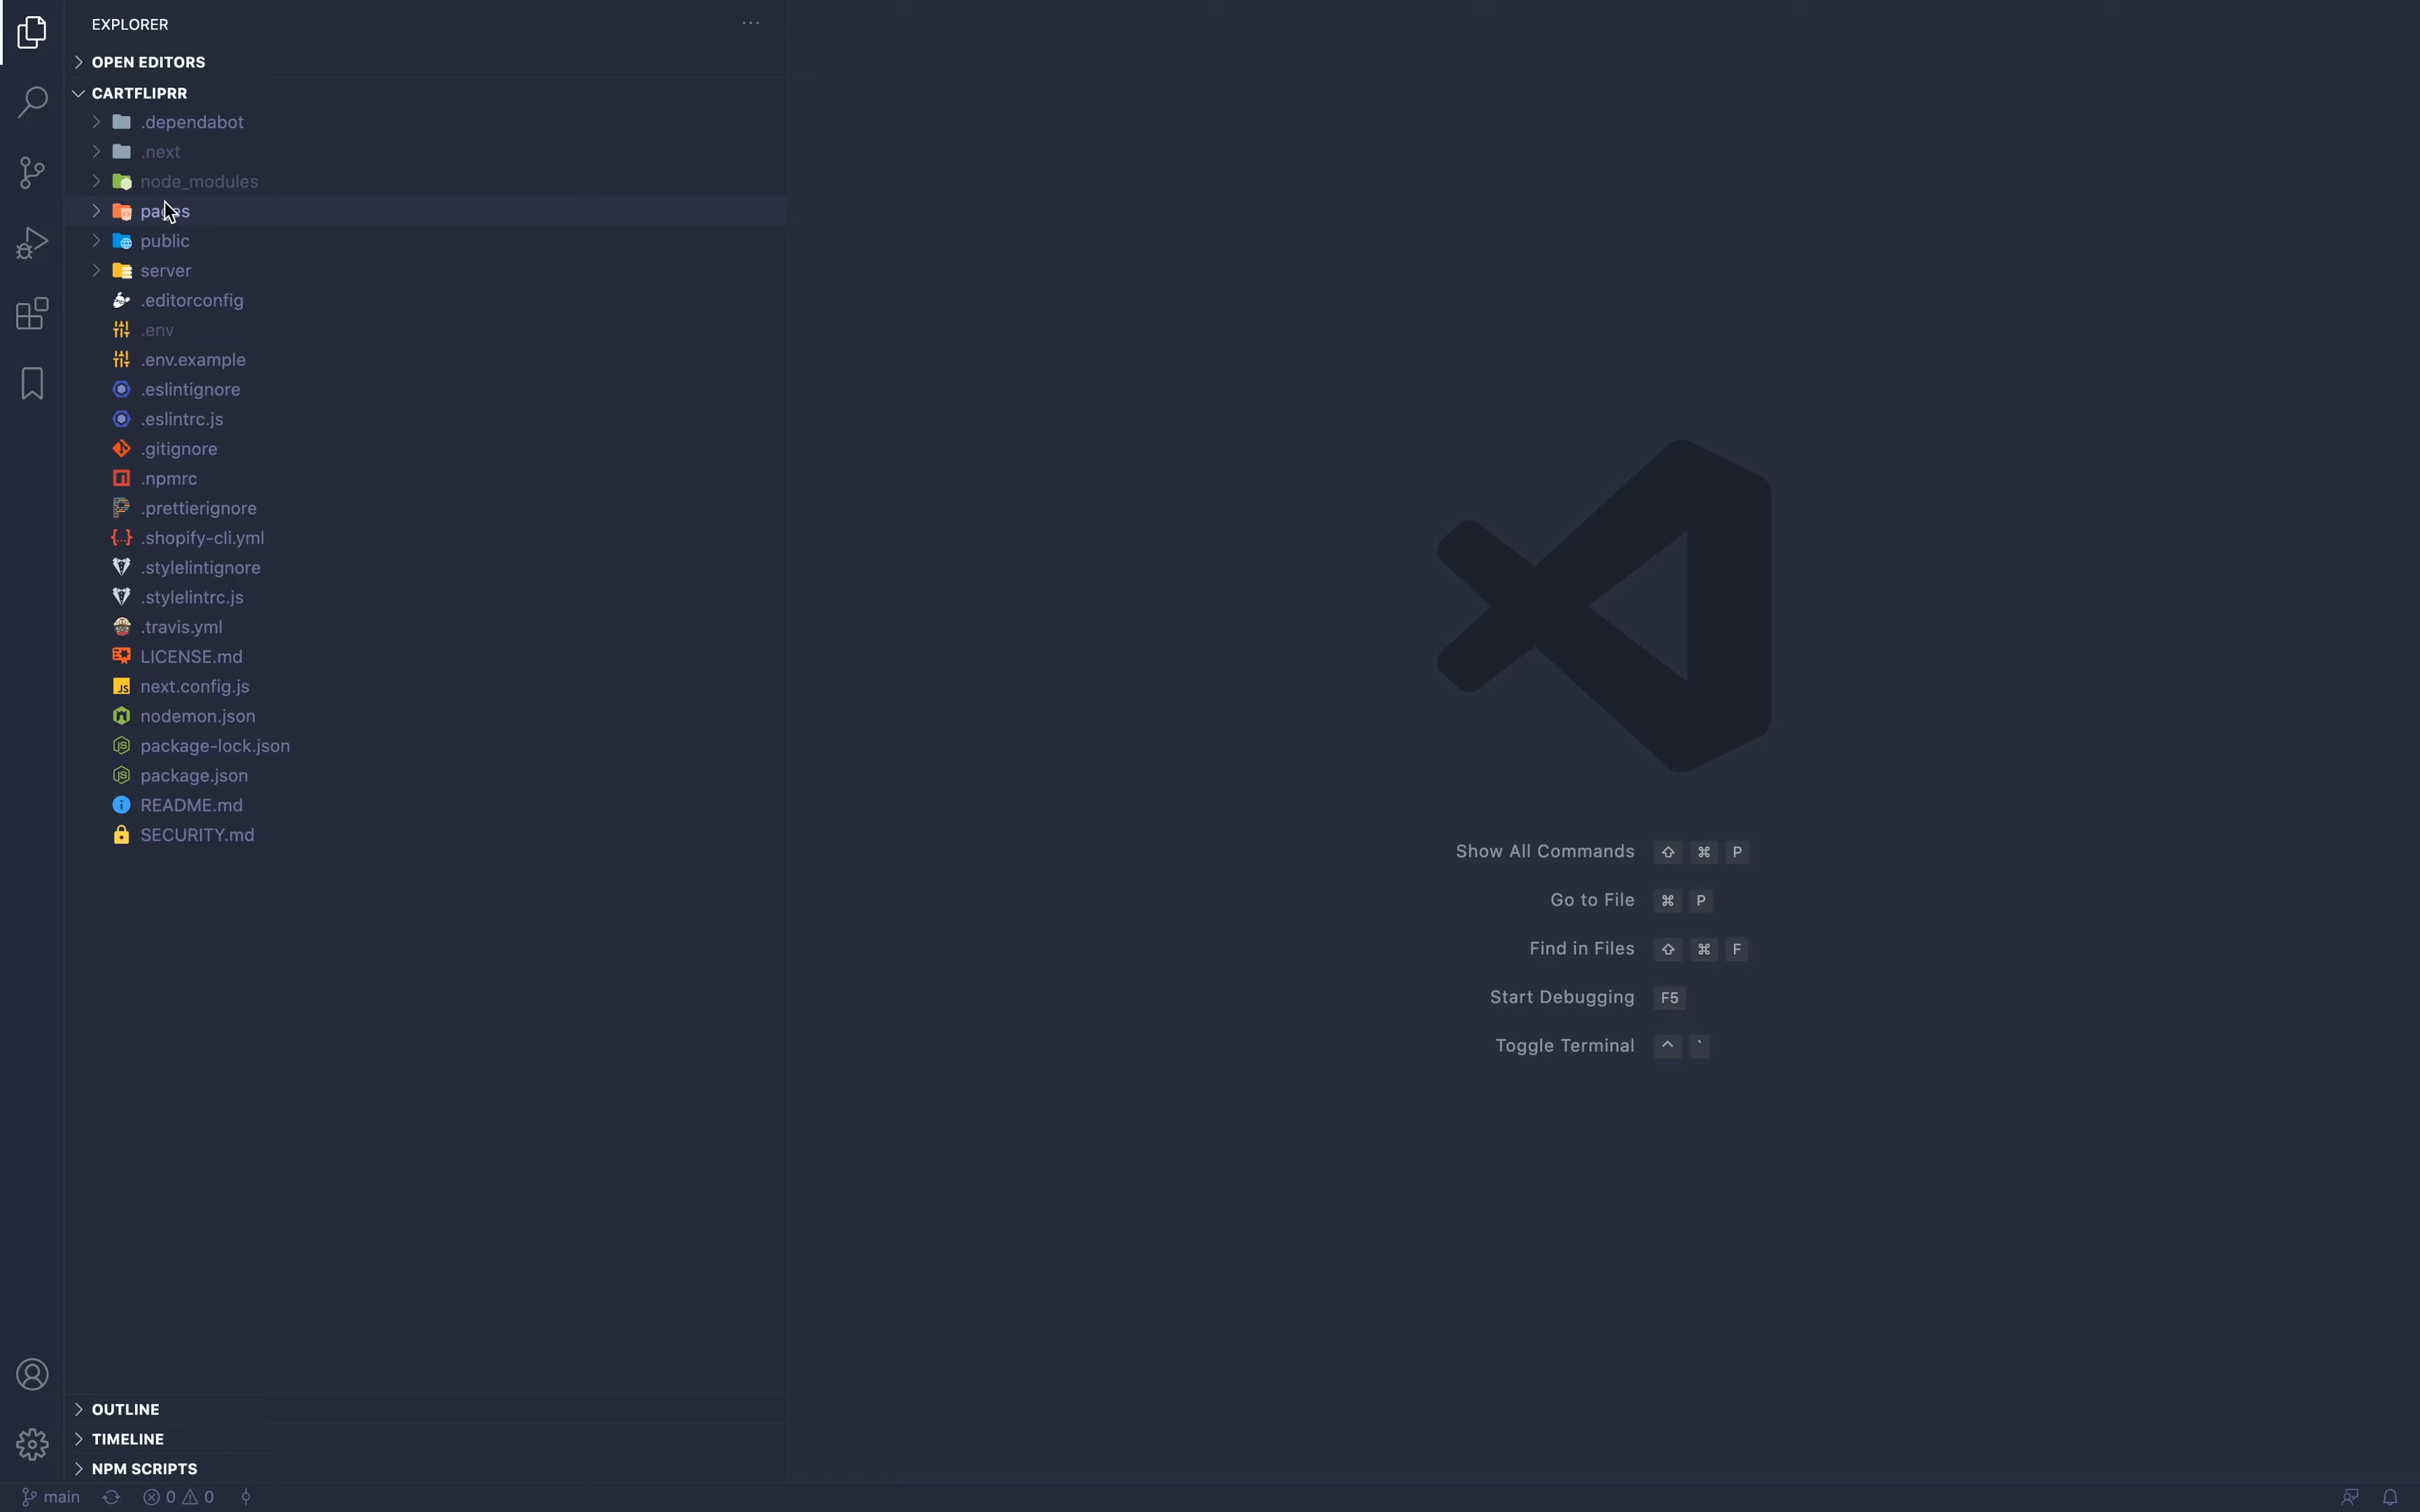 EXPLORER
OPEN EDITORS
CARTFLIPRR
.dependabot
.next
node_modules
pages
public
server
.editorconfig
.env
.env.example
.eslintignore
.eslintrc.js
.gitignore
.npmrc
.prettierignore
.shopify-cli.yml
.stylelintignore
.stylelintrc.js
.travis.yml
LICENSE.md
next.config.js
nodemon.json
package-lock.json
package.json
README.md
SECURITY.md
Show All Commands ⇧ ⌘ P
Go to File ⌘ P
Find in Files ⇧ ⌘ F
Start Debugging F5
Toggle Terminal ^ `
OUTLINE
TIMELINE
NPM SCRIPTS
main 0 0